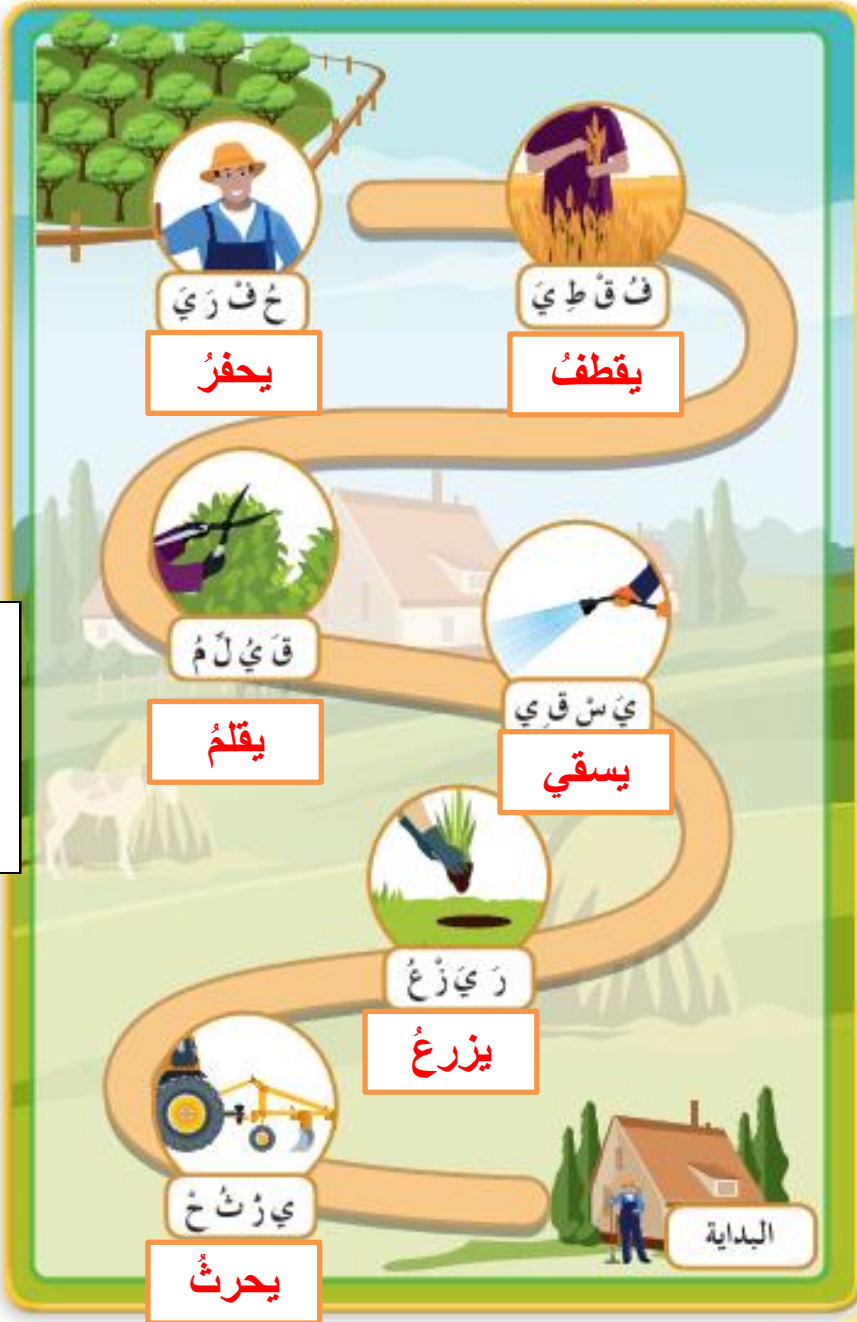 فُ قْ طِ يَ
حُ فْ رَ يَ
يقطفُ
يحفرُ
قَ يُ لِّ مُ
يَ سْ قِ ي
يقلمُ
يسقي
رَ يَ زْ عُ
يزرعُ
ي رُ ثُ حْ
البداية
يحرثُ